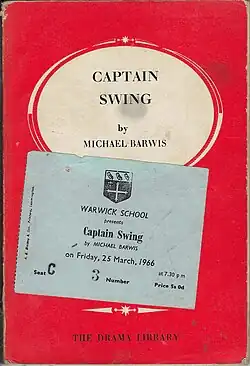 CAPTAIN
SWING
by
MICHAEL BARWIS
WARWICK SCHOOL
presents
Captain Swing
by MICHAEL BARWIS
on Friday, 25 March, 1966
at 7.30 p.m
Seat C 3 Number Price 5s 0d
THE DRAMA LIBRARY